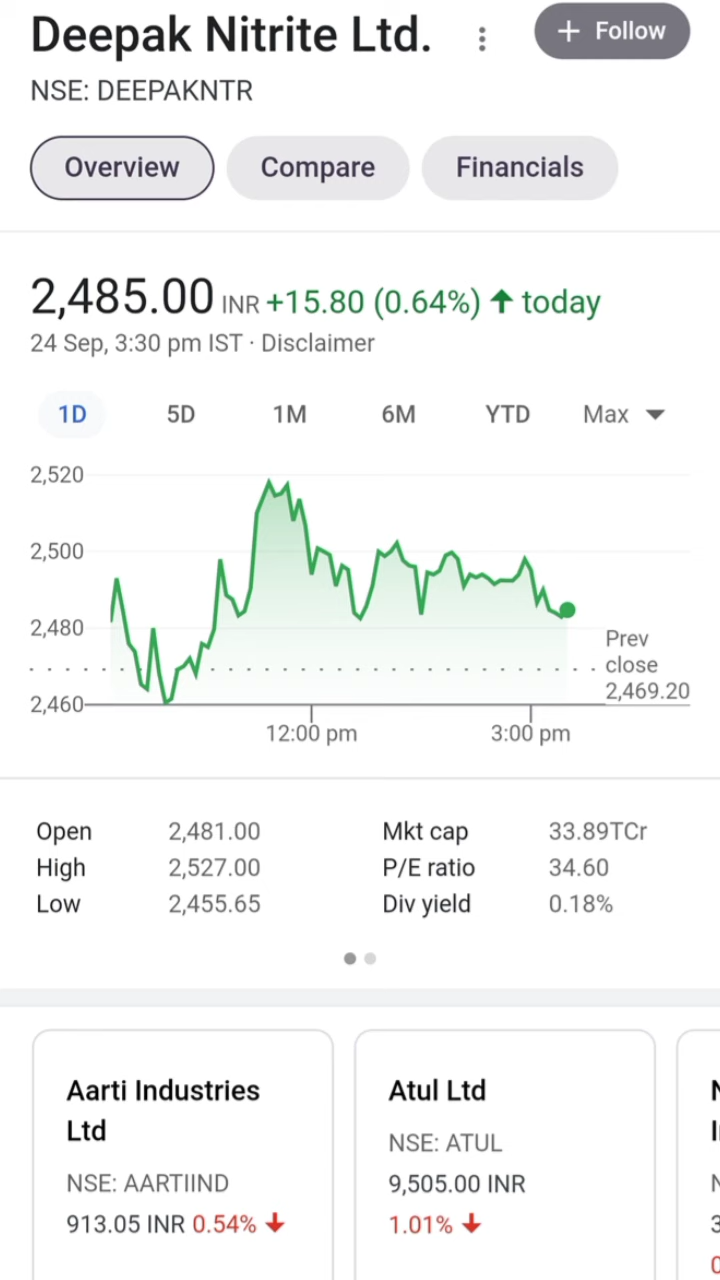 Deepak Nitrite Ltd.
+ Follow
NSE: DEEPAKNTR
Overview Compare Financials
2,485.00 INR +15.80 (0.64%) ↑ today
24 Sep, 3:30 pm IST · Disclaimer
1D 5D 1M 6M YTD Max
2,520
2,500
2,480
2,460
Prev
close
2,469.20
12:00 pm 3:00 pm
Open 2,481.00 Mkt cap 33.89TCr
High 2,527.00 P/E ratio 34.60
Low 2,455.65 Div yield 0.18%
Aarti Industries
Ltd
NSE: AARTIIND
913.05 INR 0.54% ↓
Atul Ltd
NSE: ATUL
9,505.00 INR
1.01% ↓